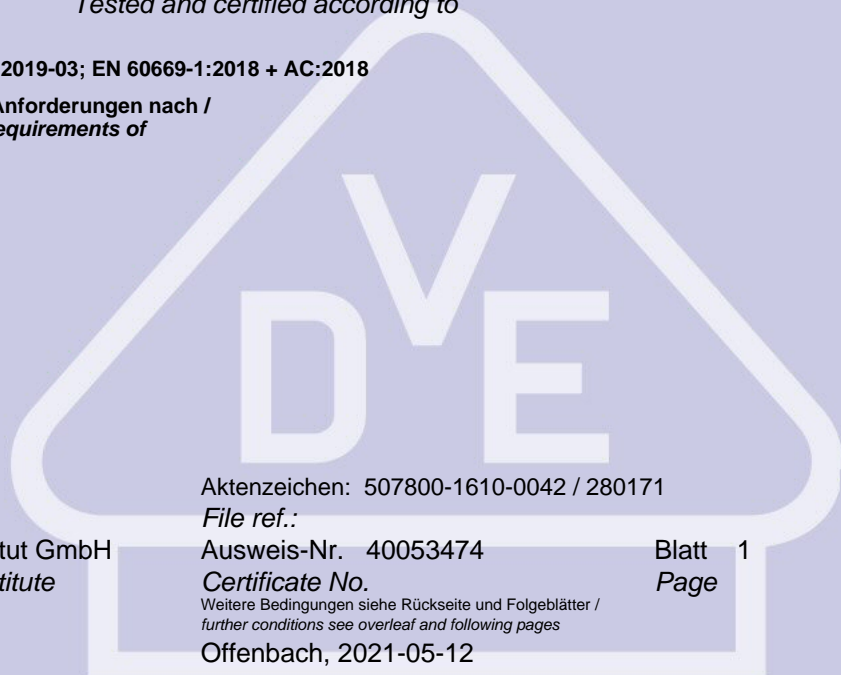 Tested and certified according to
2019-03; EN 60669-1:2018 + AC:2018
Anforderungen nach /
equirements of
DVE
Aktenzeichen: 507800-1610-0042 / 280171
File ref.:
tut GmbH Ausweis-Nr. 40053474 Blatt 1
titute Certificate No. Page
Weitere Bedingungen siehe Rückseite und Folgeblätter /
further conditions see overleaf and following pages
Offenbach, 2021-05-12